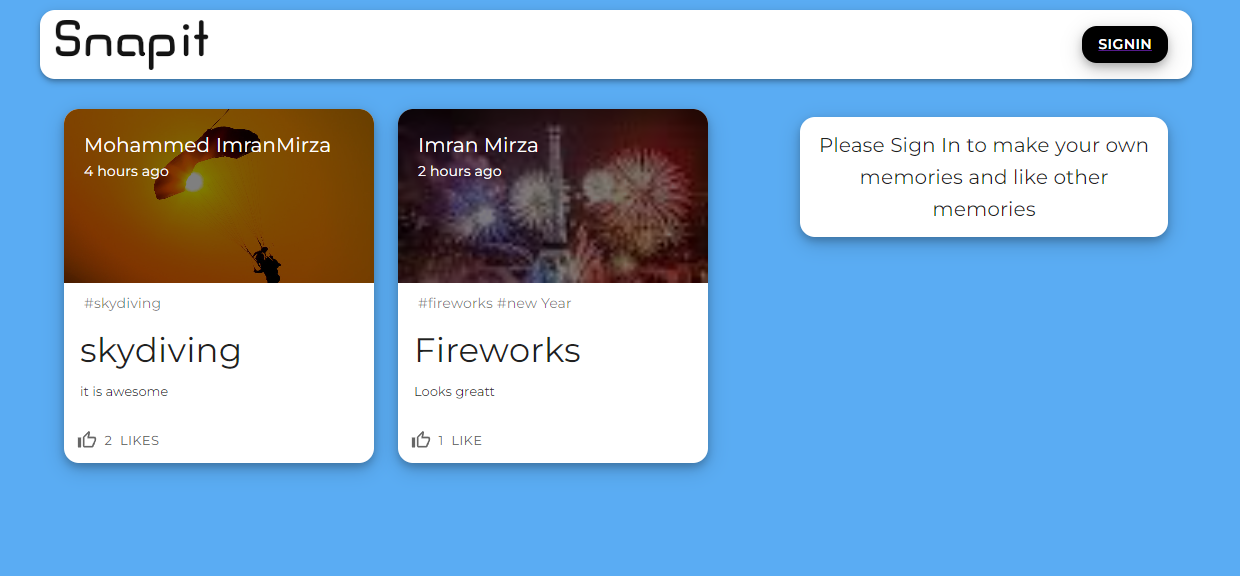 Snapit
SIGNIN
Mohammed ImranMirza
4 hours ago
#skydiving
skydiving
it is awesome
2 LIKES
Imran Mirza
2 hours ago
#fireworks #new Year
Fireworks
Looks greatt
1 LIKE
Please Sign In to make your own
memories and like other
memories